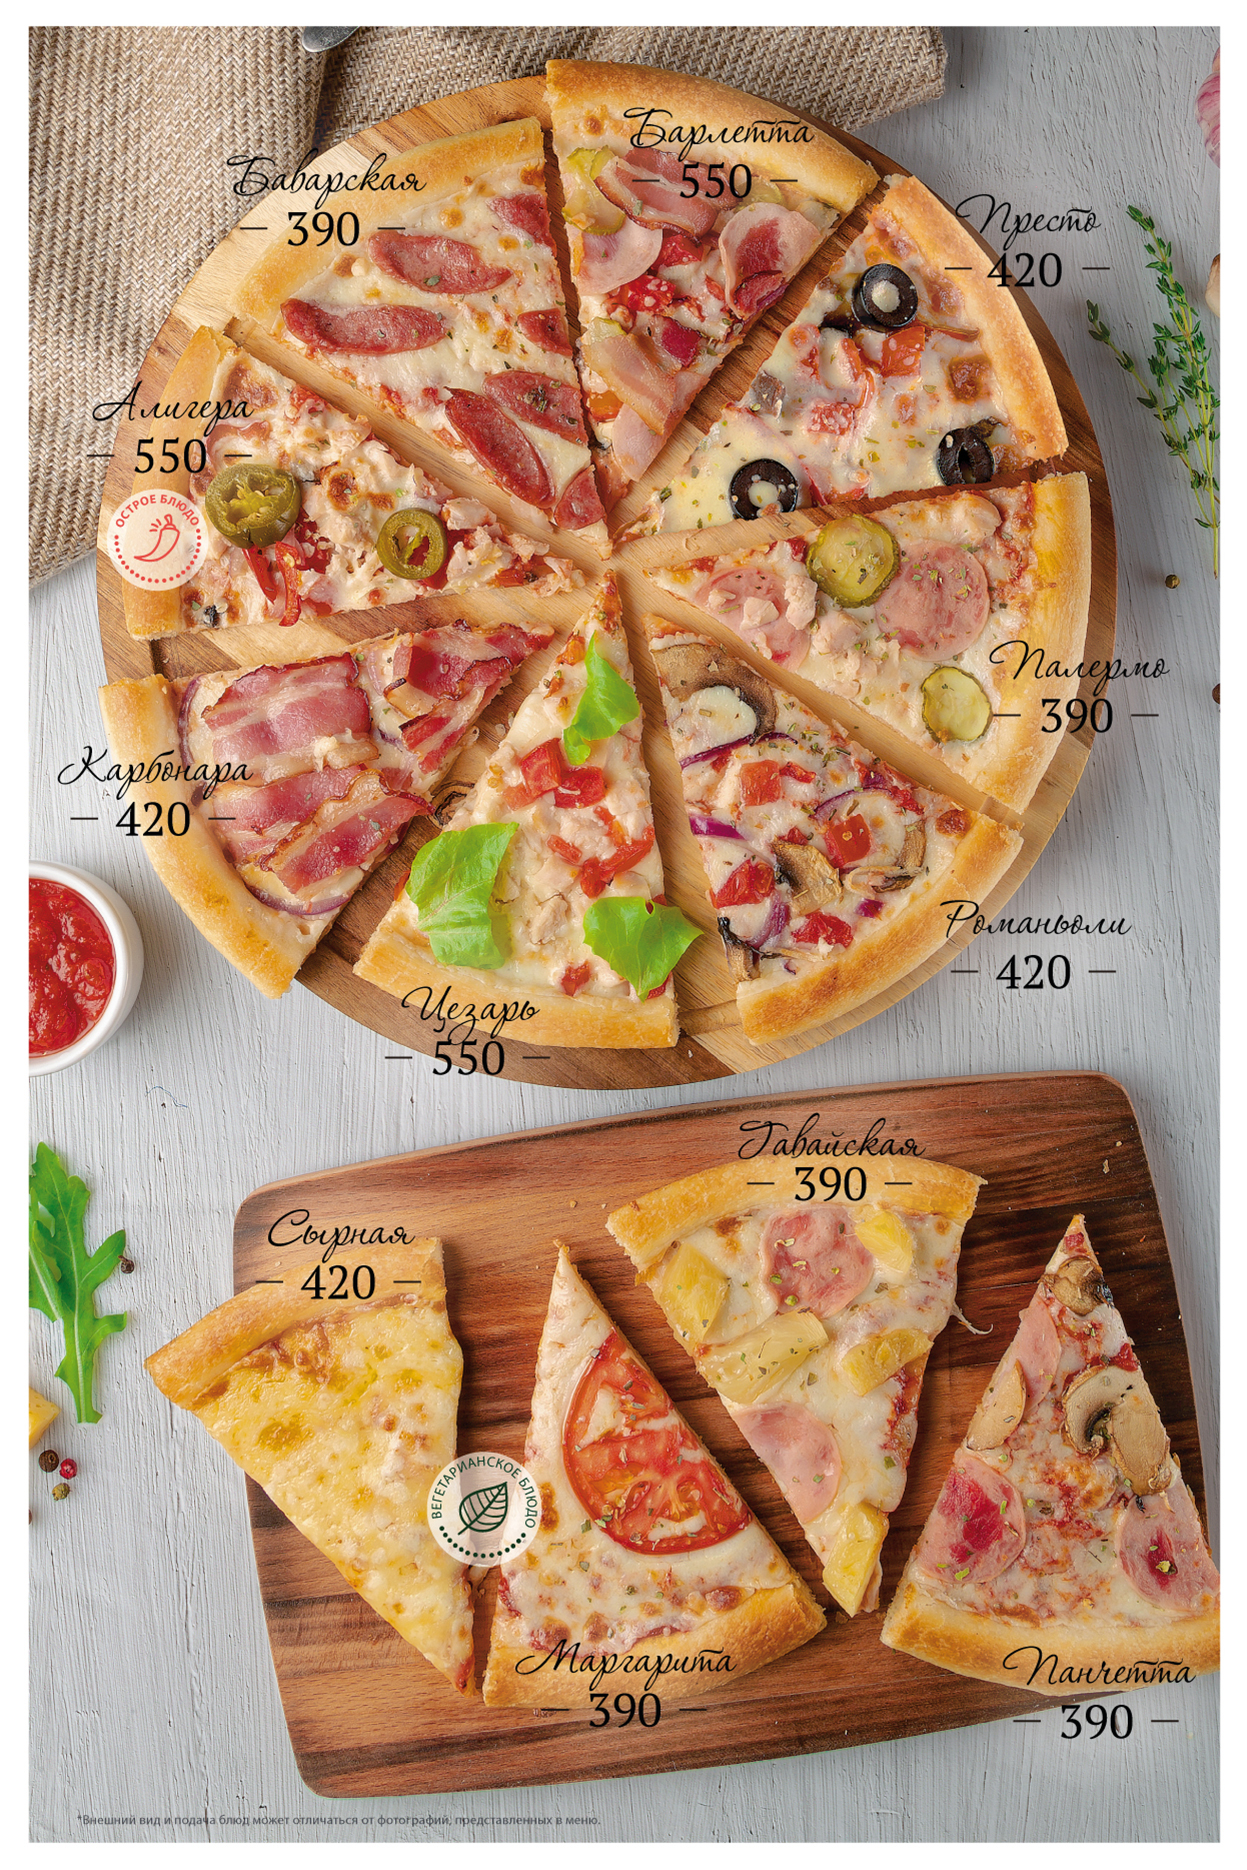 Барлетта
— 550 —
Баварская
— 390 —
Престо
— 420 —
Алигера
— 550 —
ОСТРОЕ БЛЮДО
Палермо
— 390 —
Карбонара
— 420 —
Романьоли
— 420 —
Цезарь
— 550 —
Гавайская
— 390 —
Сырная
— 420 —
ВЕГЕТАРИАНСКОЕ БЛЮДО
Маргарита
— 390 —
Панчетта
— 390 —
*Внешний вид и подача блюд может отличаться от фотографий, представленных в меню.